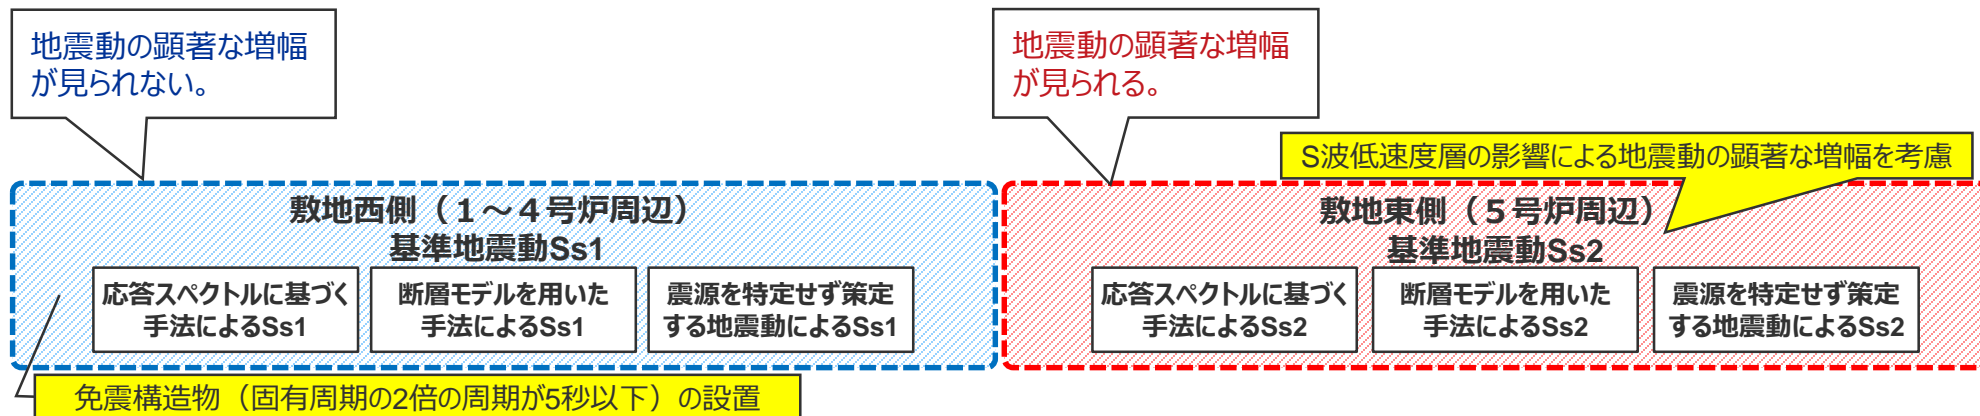 地震動の顕著な増幅
が見られない。
地震動の顕著な増幅
が見られる。
S波低速度層の影響による地震動の顕著な増幅を考慮
敷地西側（１～４号炉周辺）
基準地震動Ss1
応答スペクトルに基づく
手法によるSs1
断層モデルを用いた
手法によるSs1
震源を特定せず策定
する地震動によるSs1
敷地東側（５号炉周辺）
基準地震動Ss2
応答スペクトルに基づく
手法によるSs2
断層モデルを用いた
手法によるSs2
震源を特定せず策定
する地震動によるSs2
免震構造物（固有周期の2倍の周期が5秒以下）の設置